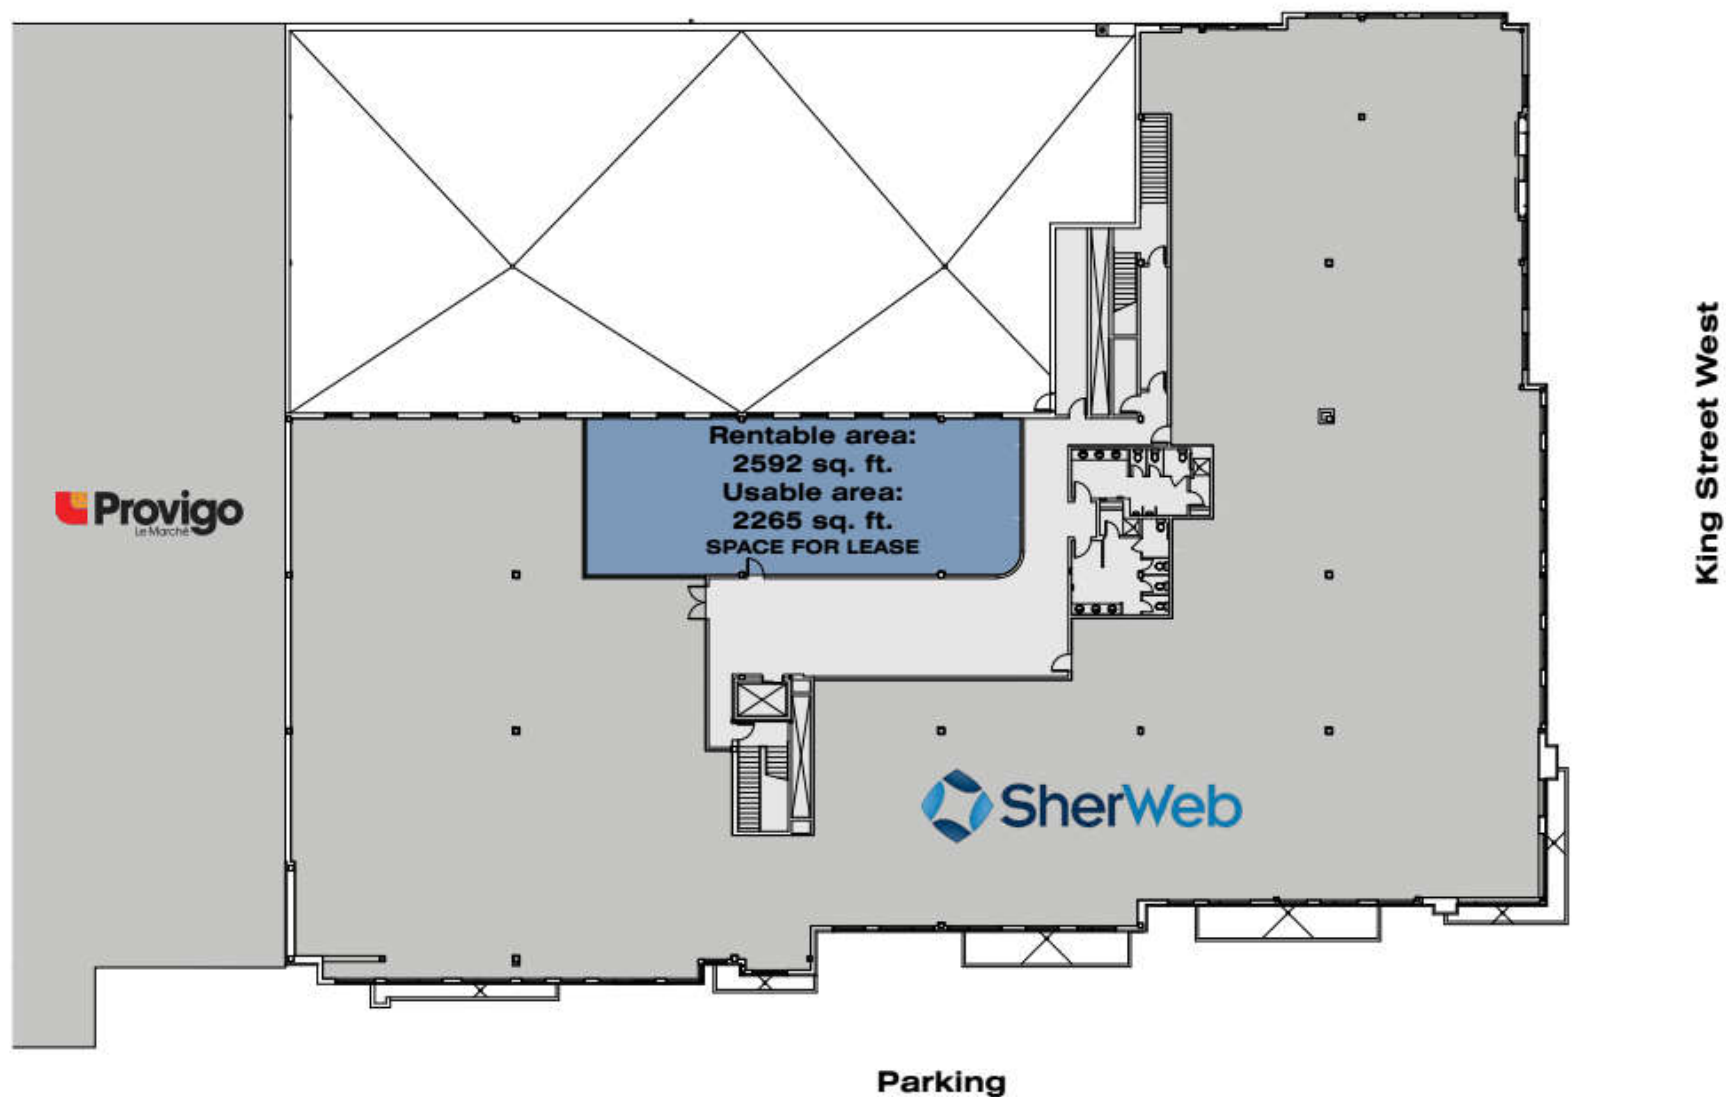 Rentable area:
2592 sq. ft.
Usable area:
2265 sq. ft.
SPACE FOR LEASE
Provigo
Le Marché
SherWeb
King Street West
Parking